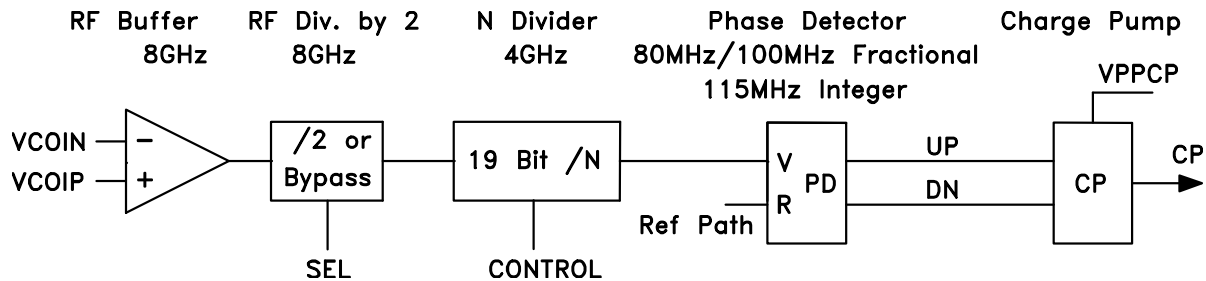 RF Buffer
8GHz
RF Div. by 2
8GHz
N Divider
4GHz
Phase Detector
80MHz/100MHz Fractional
115MHz Integer
Charge Pump
VPPCP
VCOIN
VCOIP
−
+
/2 or
Bypass
SEL
19 Bit /N
CONTROL
V
R
PD
Ref Path
UP
DN
CP
CP